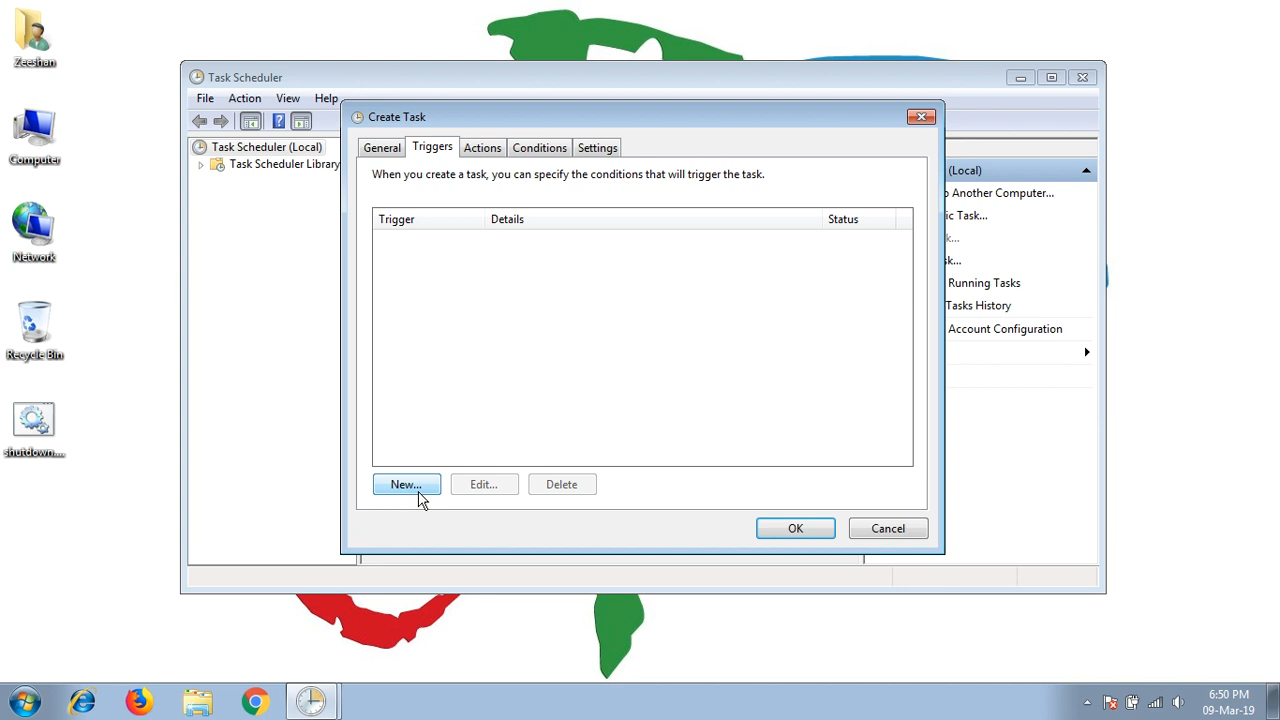 Zeeshan
Computer
Network
Recycle Bin
shutdown....
Task Scheduler
File Action View Help
Task Scheduler (Local)
Task Scheduler Library
Create Task
General Triggers Actions Conditions Settings
When you create a task, you can specify the conditions that will trigger the task.
Trigger Details Status
New... Edit... Delete
OK Cancel
(Local)
o Another Computer...
ic Task...
k...
sk...
Running Tasks
Tasks History
Account Configuration
6:50 PM
09-Mar-19